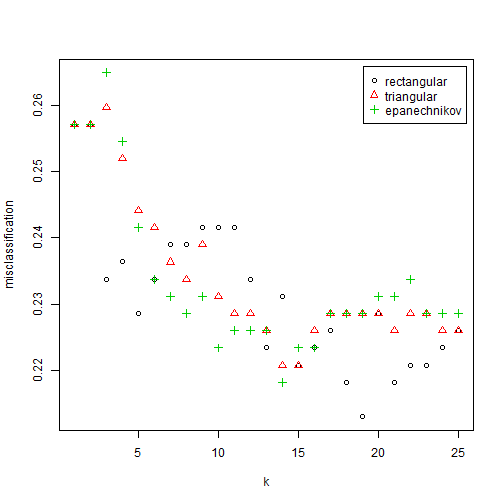 rectangular
triangular
epanechnikov
0.26
0.25
0.24
0.23
0.22
misclassification
5 10 15 20 25
k